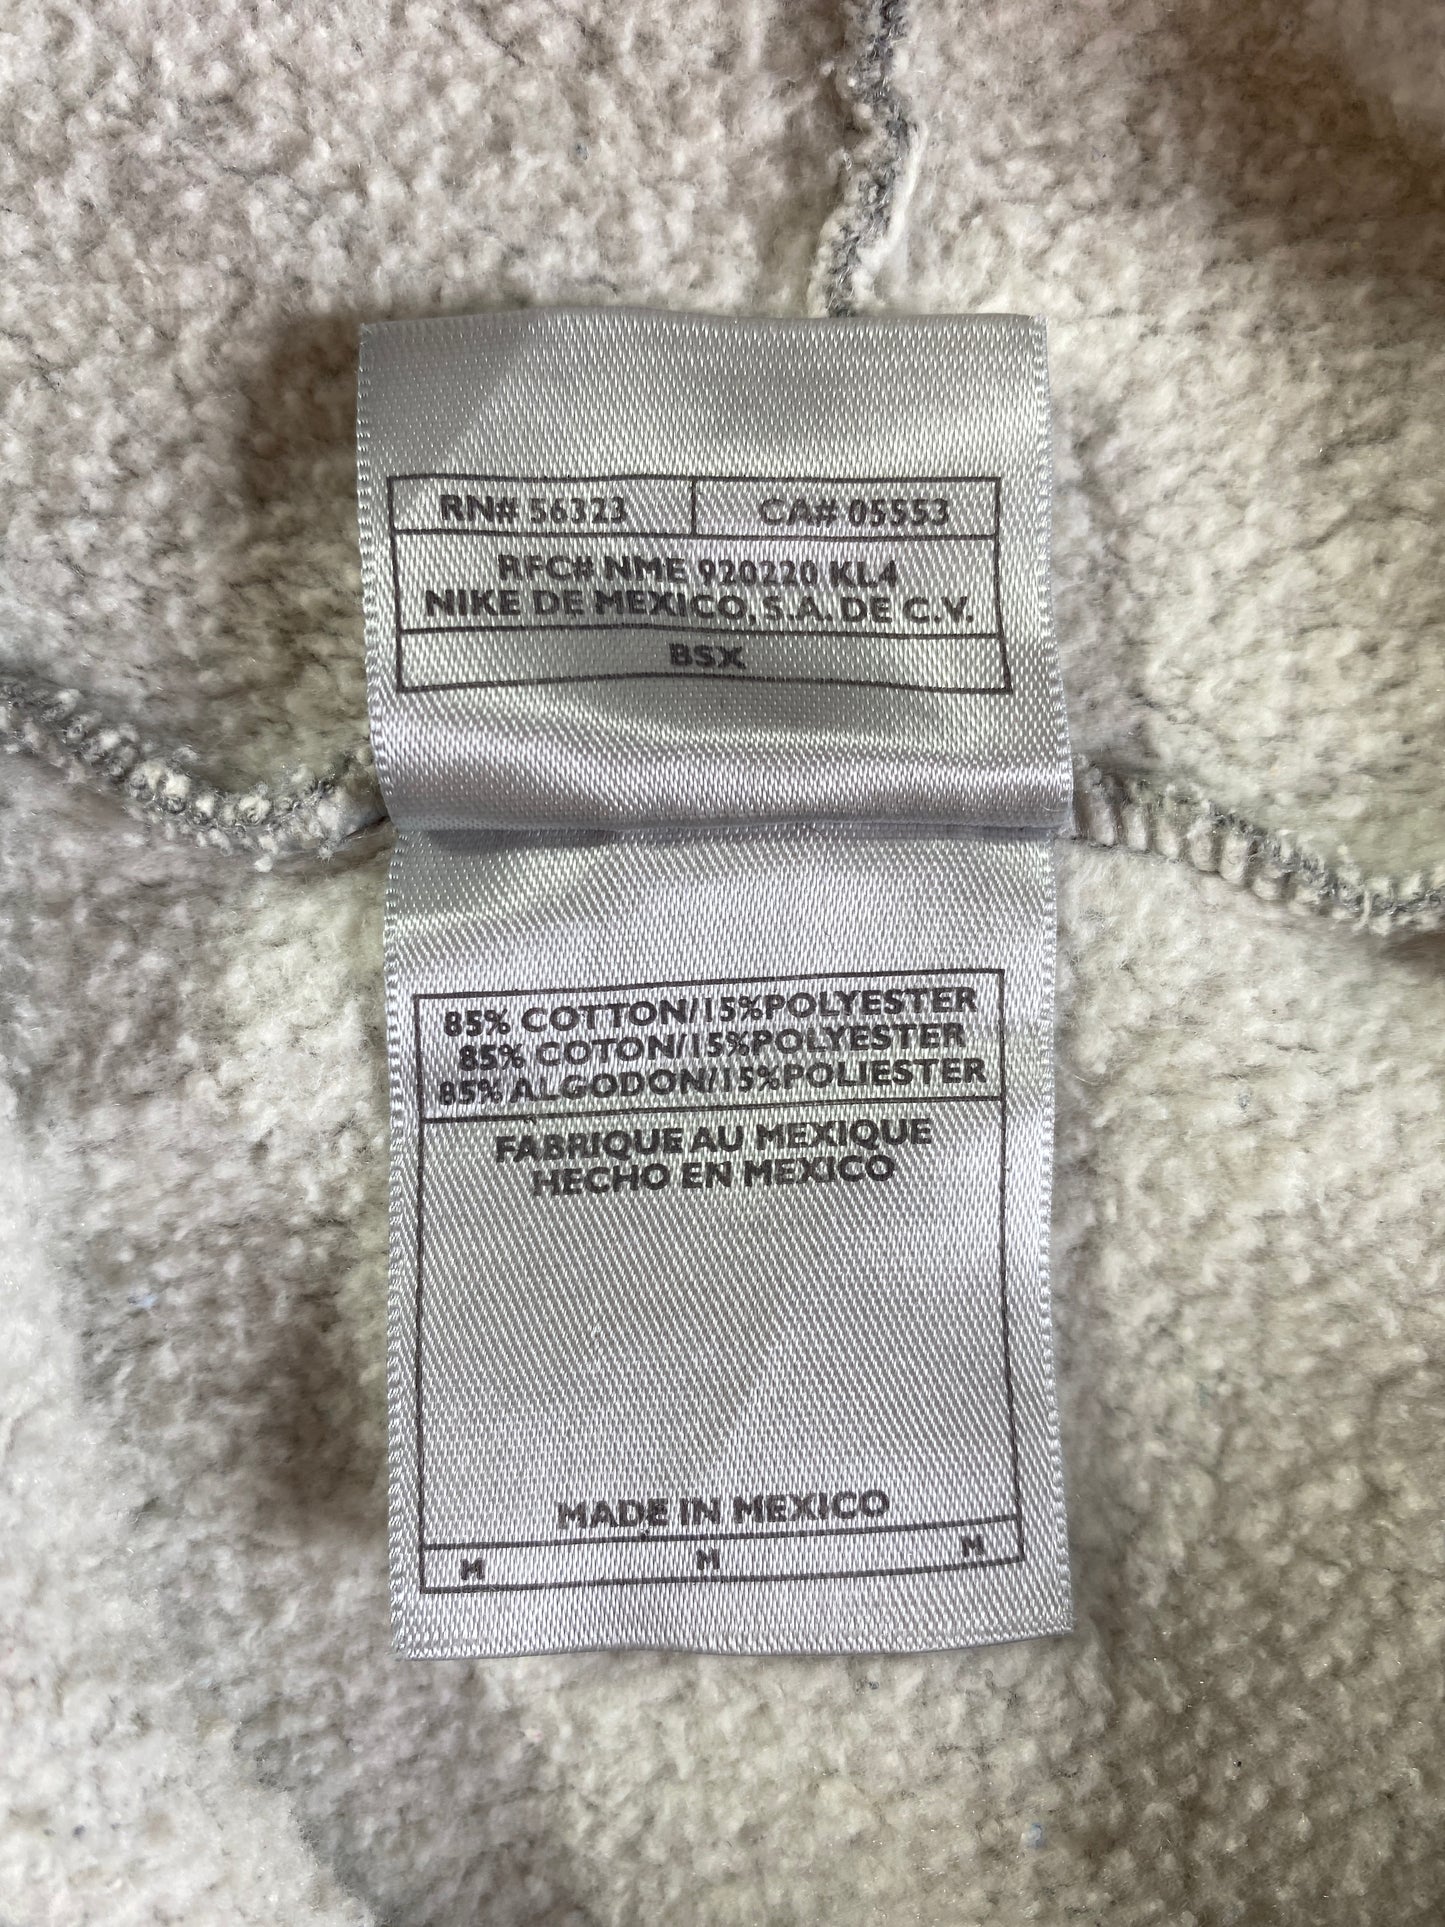 RN# 56323 CA# 05553
RFC# NME 920220 KL4
NIKE DE MEXICO, S.A. DE C.V.
BSX
85% COTTON/15%POLYESTER
85% COTON/15%POLYESTER
85% ALGODON/15%POLIESTER
FABRIQUE AU MEXIQUE
HECHO EN MEXICO
MADE IN MEXICO
M M M